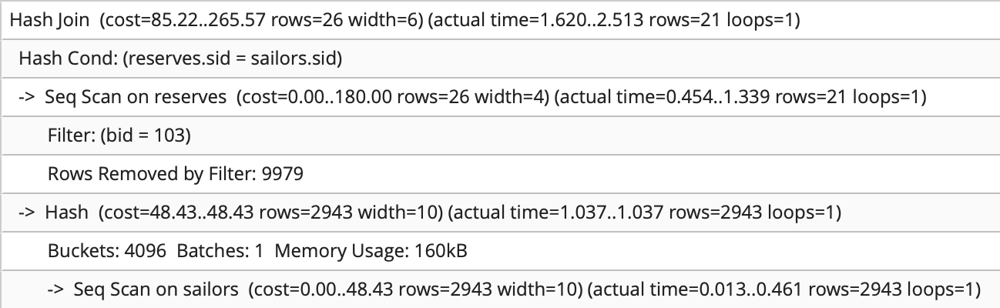 Hash Join  (cost=85.22..265.57 rows=26 width=6) (actual time=1.620..2.513 rows=21 loops=1)
Hash Cond: (reserves.sid = sailors.sid)
->  Seq Scan on reserves  (cost=0.00..180.00 rows=26 width=4) (actual time=0.454..1.339 rows=21 loops=1)
Filter: (bid = 103)
Rows Removed by Filter: 9979
->  Hash  (cost=48.43..48.43 rows=2943 width=10) (actual time=1.037..1.037 rows=2943 loops=1)
Buckets: 4096  Batches: 1  Memory Usage: 160kB
->  Seq Scan on sailors  (cost=0.00..48.43 rows=2943 width=10) (actual time=0.013..0.461 rows=2943 loops=1)